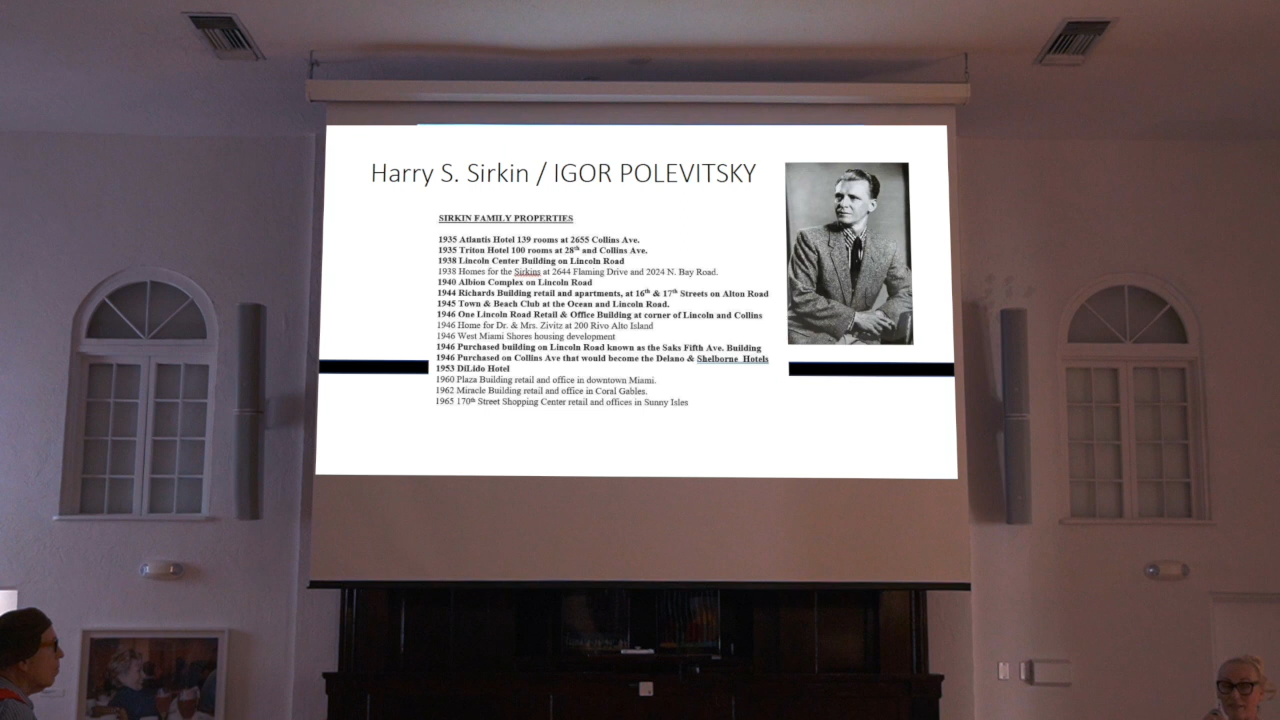 Harry S. Sirkin / IGOR POLEVITSKY
SIRKIN FAMILY PROPERTIES
1935 Atlantis Hotel 139 rooms at 2655 Collins Ave.
1935 Triton Hotel 100 rooms at 28th and Collins Ave.
1938 Lincoln Center Building on Lincoln Road
1938 Homes for the Sirkins at 2644 Flaming Drive and 2024 N. Bay Road.
1940 Albion Complex on Lincoln Road
1944 Richards Building retail and apartments, at 16th & 17th Streets on Alton Road
1945 Town & Beach Club at the Ocean and Lincoln Road.
1946 One Lincoln Road Retail & Office Building at corner of Lincoln and Collins
1946 Home for Dr. & Mrs. Zivitz at 200 Rivo Alto Island
1946 West Miami Shores housing development
1946 Purchased building on Lincoln Road known as the Saks Fifth Ave. Building
1946 Purchased on Collins Ave that would become the Delano & Shelborne Hotels
1953 DiLido Hotel
1960 Plaza Building retail and office in downtown Miami.
1962 Miracle Building retail and office in Coral Gables.
1965 170th Street Shopping Center retail and offices in Sunny Isles